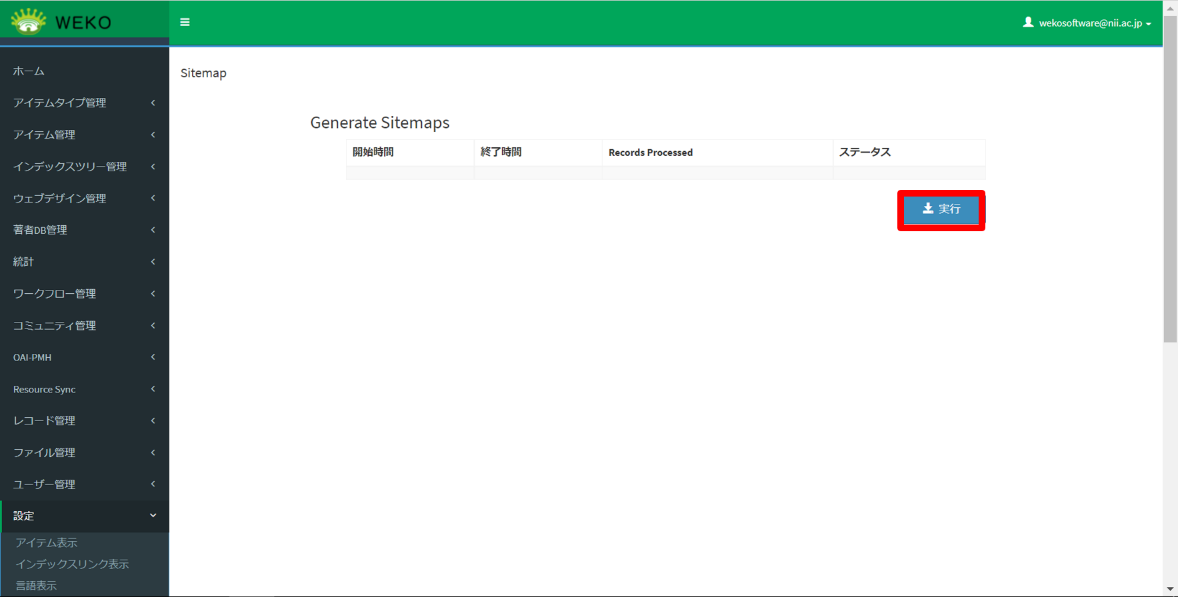 WEKO
wekosoftware@nii.ac.jp
ホーム
アイテムタイプ管理
アイテム管理
インデックスツリー管理
ウェブデザイン管理
著者DB管理
統計
ワークフロー管理
コミュニティ管理
OAI-PMH
Resource Sync
レコード管理
ファイル管理
ユーザー管理
設定
アイテム表示
インデックスリンク表示
言語表示
Sitemap
Generate Sitemaps
開始時間 終了時間 Records Processed ステータス
実行